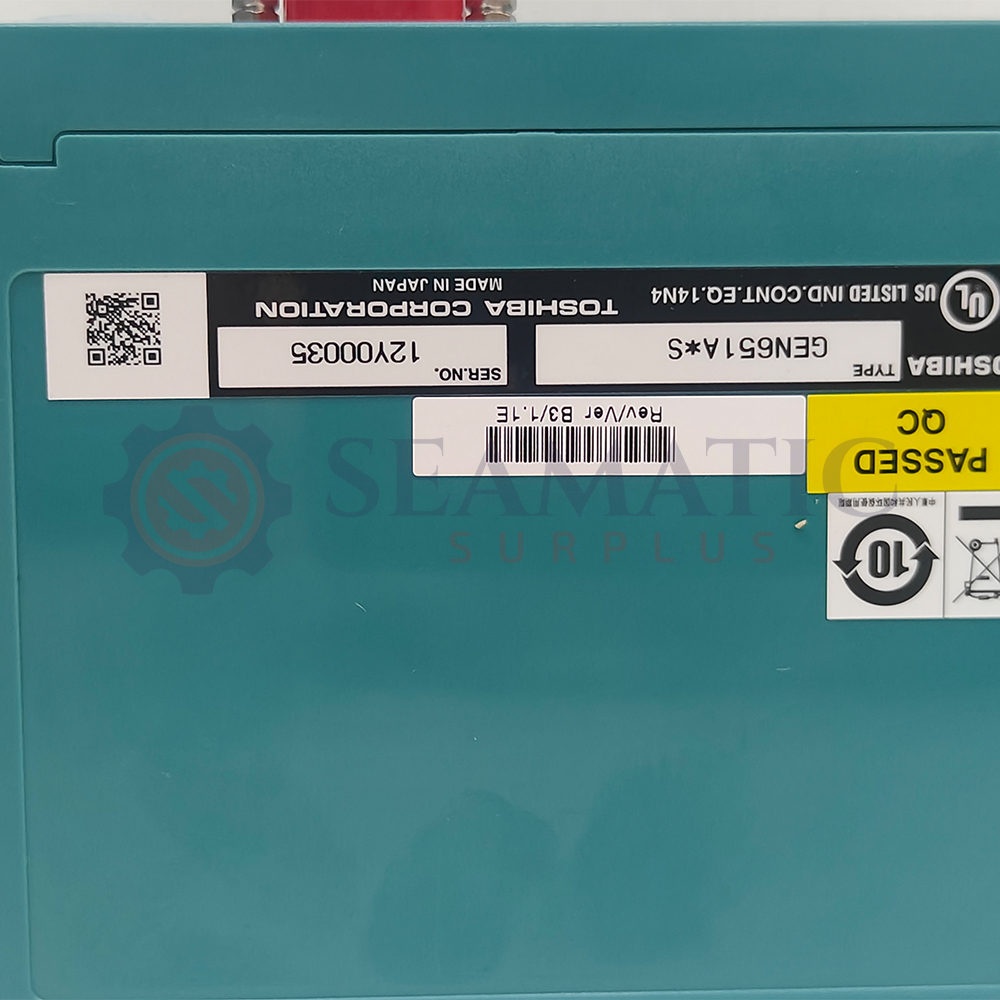 TOSHIBA
TYPE
GEN651A*S
SER.NO.
12Y00035
UL US LISTED IND.CONT.EQ.14N4
TOSHIBA CORPORATION
MADE IN JAPAN
PASSED
QC
Rev/Ver B3/1.1E
10
SEAMATIC
SURPLUS